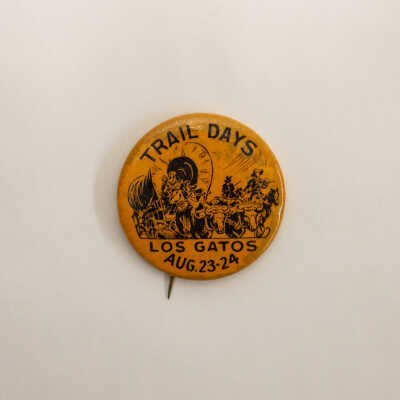 TRAIL DAYS
LOS GATOS
AUG. 23-24